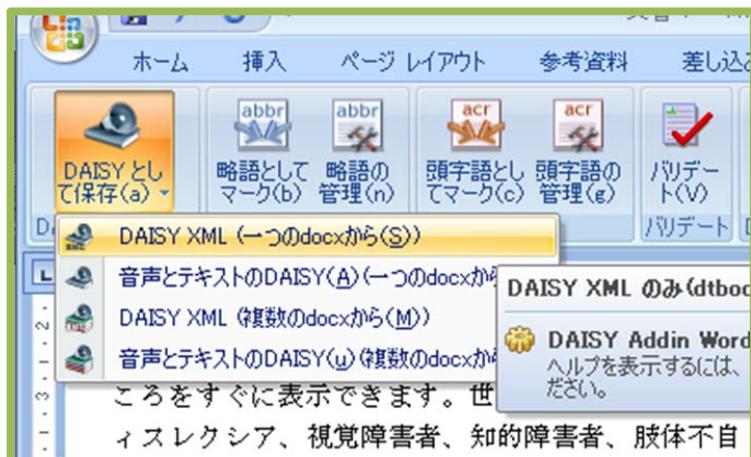 ホーム 挿入 ページ レイアウト 参考資料 差し込
abbr abbr acr acr
DAISY とし 略語として 略語の 頭字語とし 頭字語の バリデー
て保存(a) マーク(b) 管理(n) てマーク(c) 管理(g) ト(V)
バリデート
DAISY XML (一つのdocxから(S))
音声とテキストのDAISY(A)(一つのdocxから
DAISY XML (複数のdocxから(M))
音声とテキストのDAISY(u)(複数のdocxか
DAISY XML のみ(dtboo
DAISY Addin Word
ヘルプを表示するには、
ださい。
ころをすぐに表示できます。世
ィスレクシア、視覚障害者、知的障害者、肢体不自